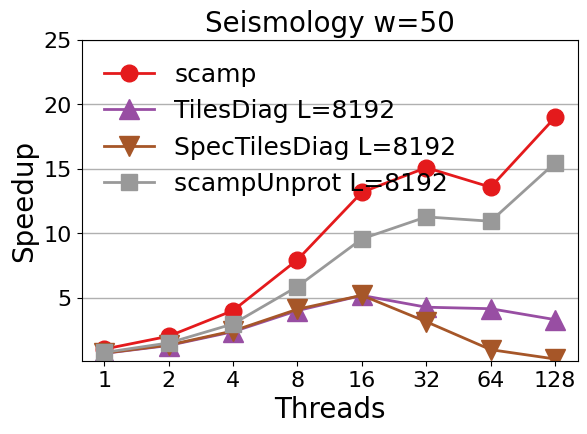 Seismology w=50
Speedup
25
20
15
10
5
scamp
TilesDiag L=8192
SpecTilesDiag L=8192
scampUnprot L=8192
1 2 4 8 16 32 64 128
Threads